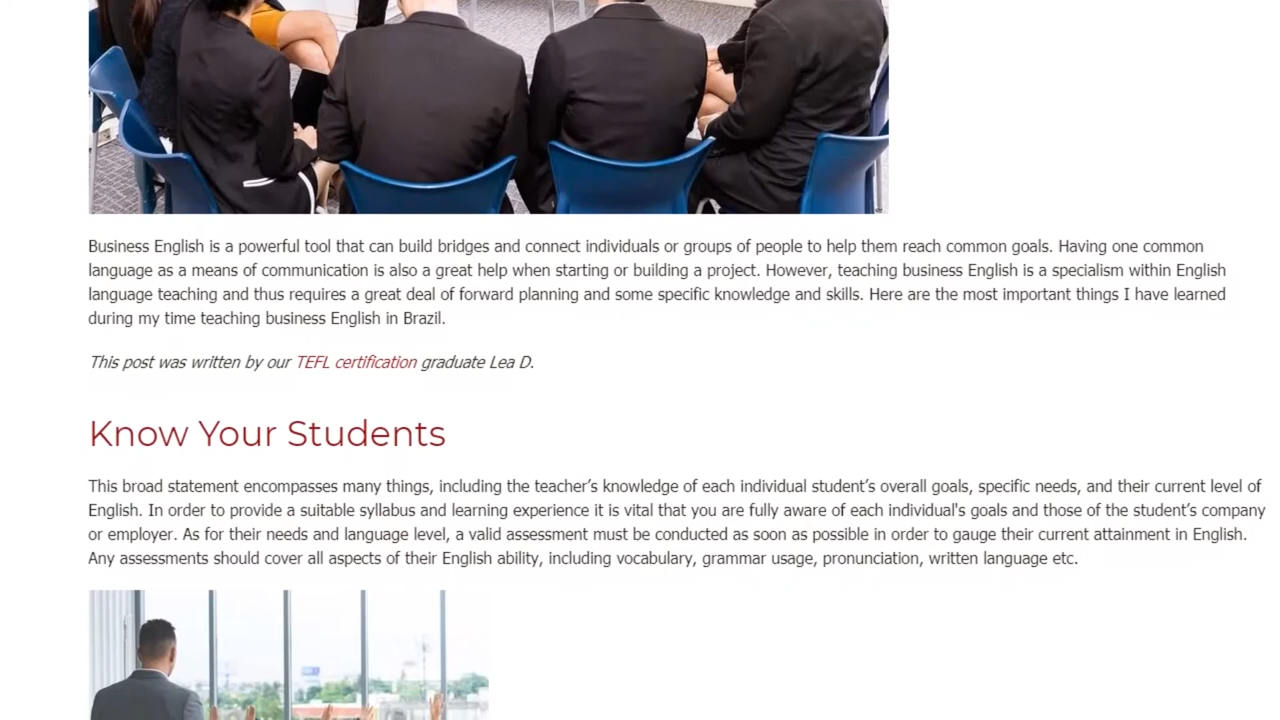 Business English is a powerful tool that can build bridges and connect individuals or groups of people to help them reach common goals. Having one common
language as a means of communication is also a great help when starting or building a project. However, teaching business English is a specialism within English
language teaching and thus requires a great deal of forward planning and some specific knowledge and skills. Here are the most important things I have learned
during my time teaching business English in Brazil.
This post was written by our TEFL certification graduate Lea D.
Know Your Students
This broad statement encompasses many things, including the teacher’s knowledge of each individual student’s overall goals, specific needs, and their current level of
English. In order to provide a suitable syllabus and learning experience it is vital that you are fully aware of each individual's goals and those of the student’s company
or employer. As for their needs and language level, a valid assessment must be conducted as soon as possible in order to gauge their current attainment in English.
Any assessments should cover all aspects of their English ability, including vocabulary, grammar usage, pronunciation, written language etc.